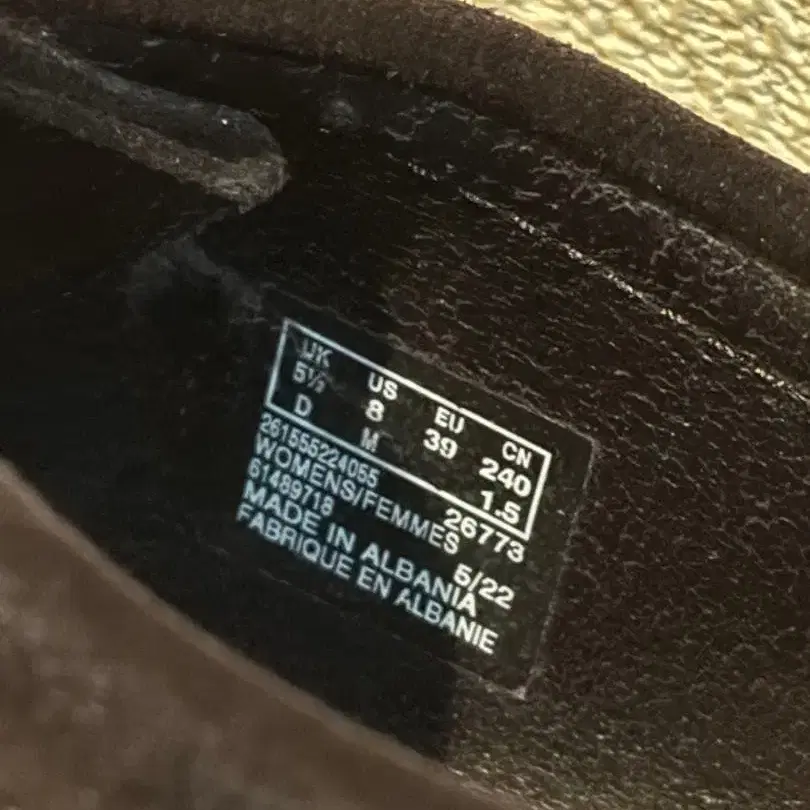 UK US EU CN
5½ 8 39 240
D M 1.5
261555224055 26773
WOMENS/FEMMES
61489718 5/22
MADE IN ALBANIA
FABRIQUE EN ALBANIE